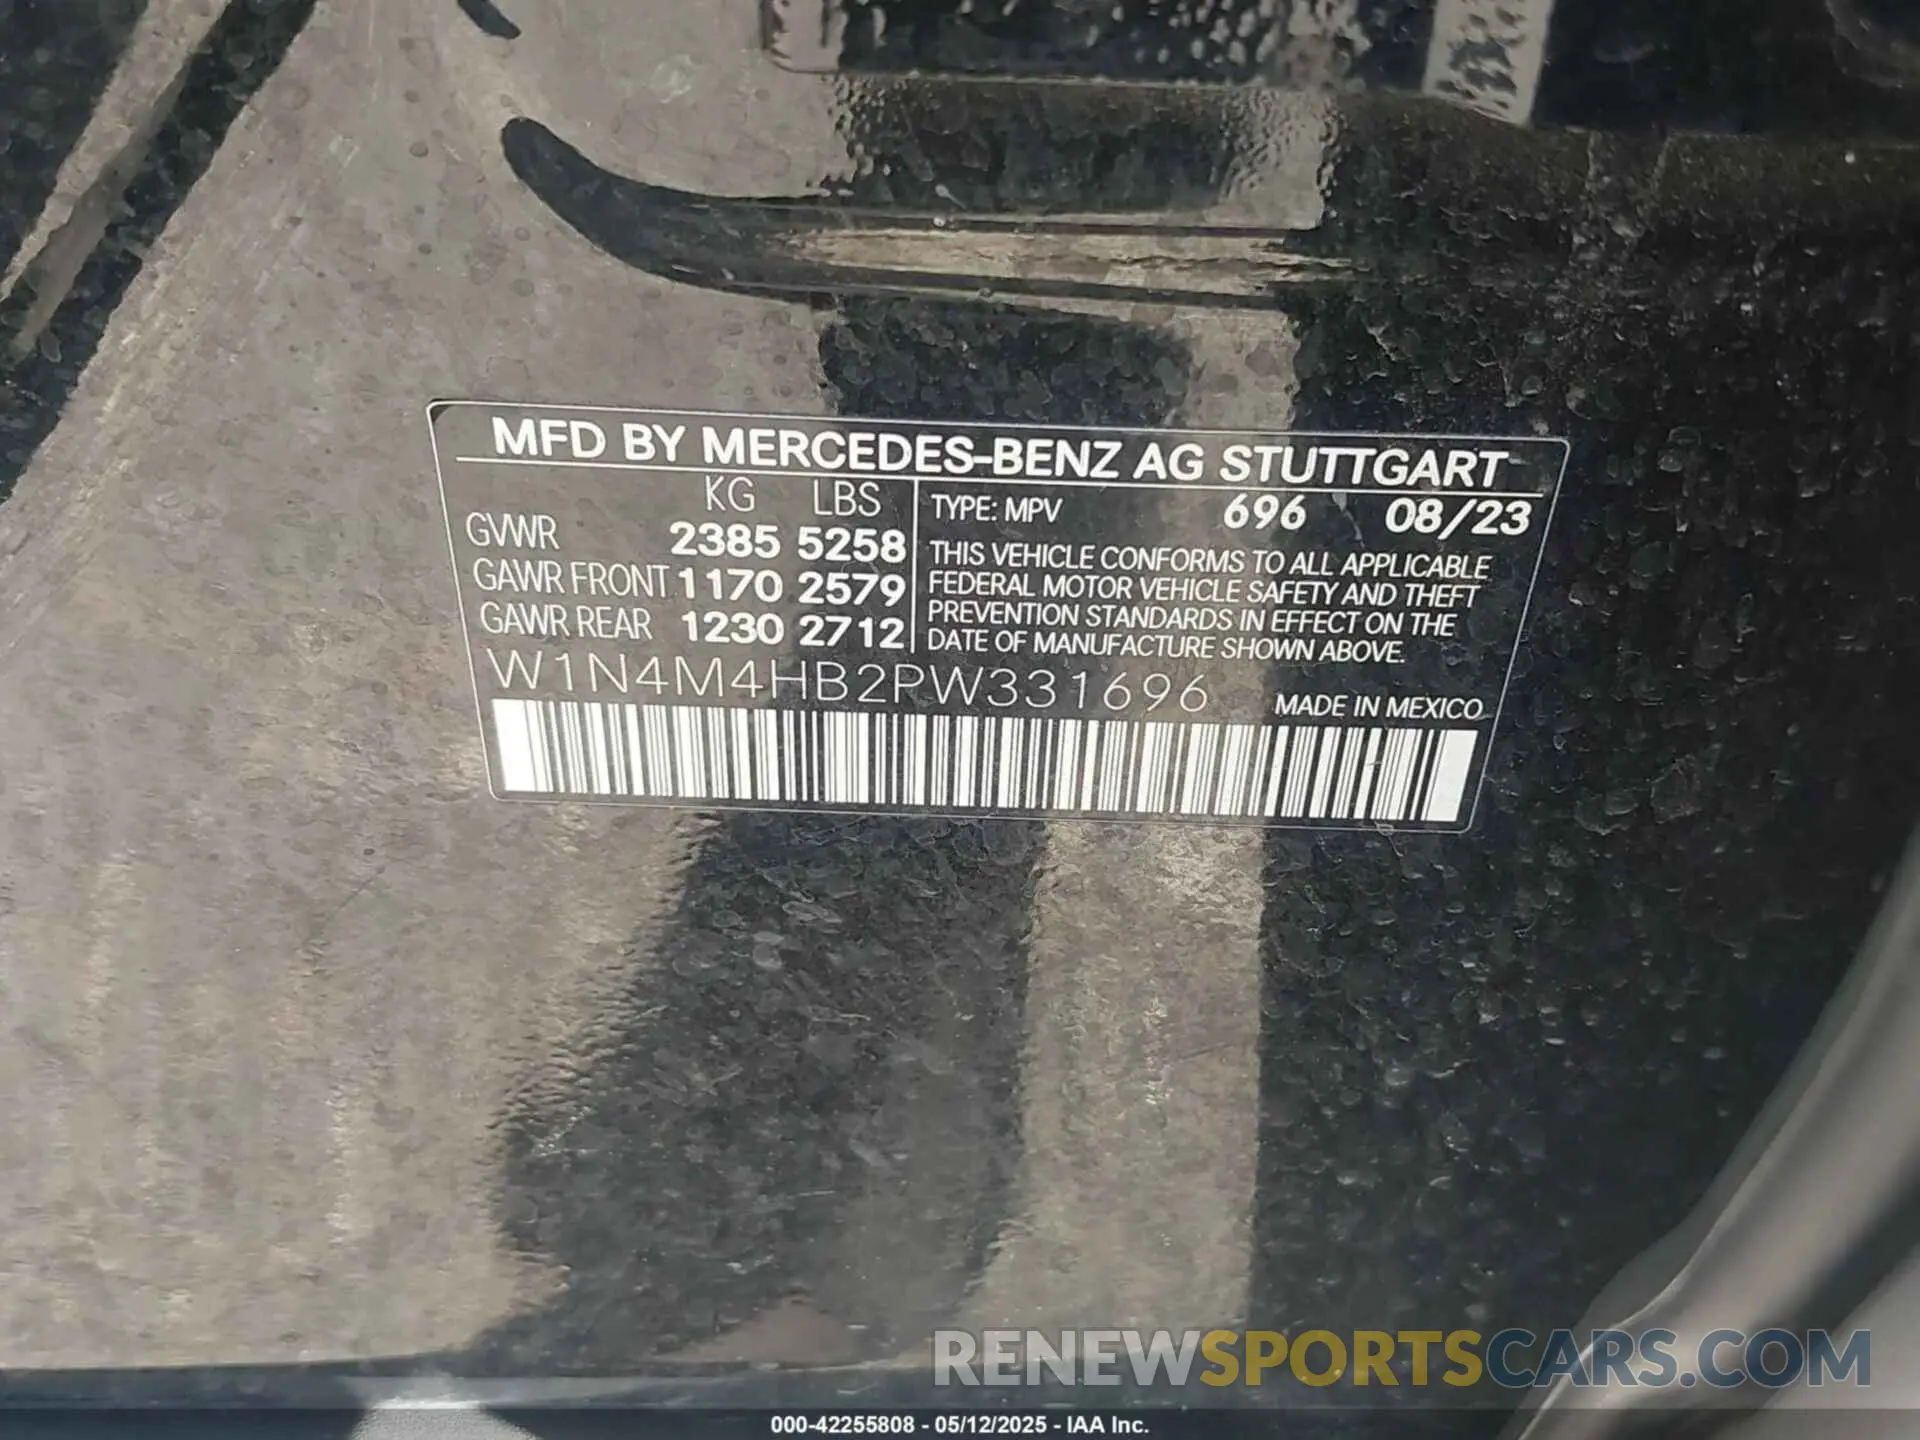 MFD BY MERCEDES-BENZ AG STUTTGART
KG LBS
GVWR 2385 5258
GAWR FRONT 1170 2579
GAWR REAR 1230 2712
TYPE: MPV 696 08/23
THIS VEHICLE CONFORMS TO ALL APPLICABLE
FEDERAL MOTOR VEHICLE SAFETY AND THEFT
PREVENTION STANDARDS IN EFFECT ON THE
DATE OF MANUFACTURE SHOWN ABOVE.
W1N4M4HB2PW331696 MADE IN MEXICO
RENEWSPORTSCARS.COM
000-42255808 - 05/12/2025 - IAA Inc.